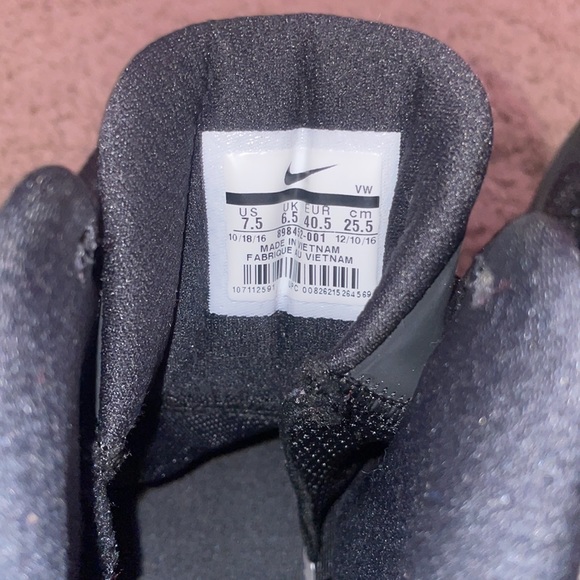 VW
US UK EUR cm
7.5 6.5 40.5 25.5
10/18/16 12/10/16
MADE IN VIETNAM
FABRIQUE AU VIETNAM
00826215264569